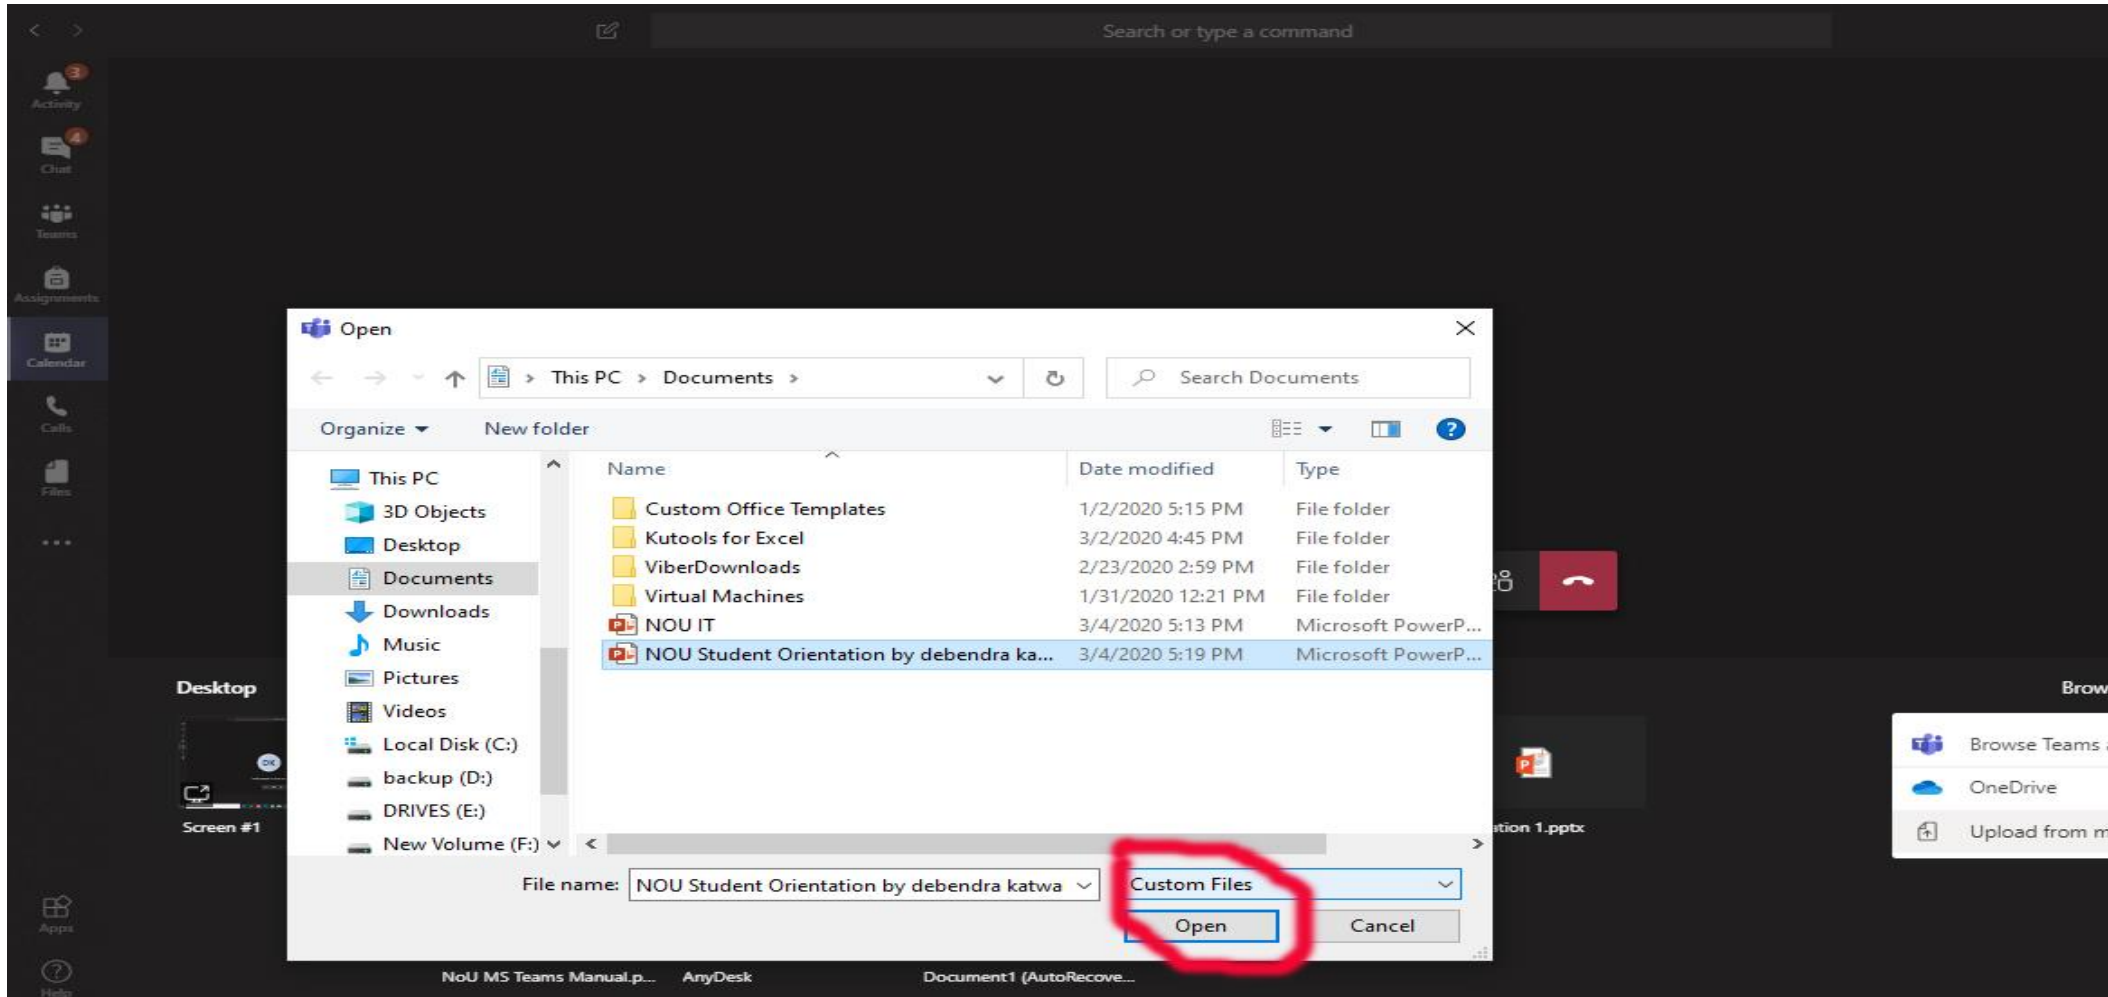 Search or type a command
3
Activity
4
Chat
Teams
Assignments
Calendar
Calls
Files
Open
This PC > Documents >
Search Documents
Organize
New folder
This PC
3D Objects
Desktop
Documents
Downloads
Music
Pictures
Videos
Local Disk (C:)
backup (D:)
DRIVES (E:)
New Volume (F:)
Name Date modified Type
Custom Office Templates 1/2/2020 5:15 PM File folder
Kutools for Excel 3/2/2020 4:45 PM File folder
ViberDownloads 2/23/2020 2:59 PM File folder
Virtual Machines 1/31/2020 12:21 PM File folder
NOU IT 3/4/2020 5:13 PM Microsoft PowerP...
NOU Student Orientation by debendra ka... 3/4/2020 5:19 PM Microsoft PowerP...
File name: NOU Student Orientation by debendra katwa
Custom Files
Open
Cancel
Desktop
DK
Screen #1
tion 1.pptx
Brow
Browse Teams
OneDrive
Upload from m
NoU MS Teams Manual.p...
AnyDesk
Document1 (AutoRecove...
Apps
Help